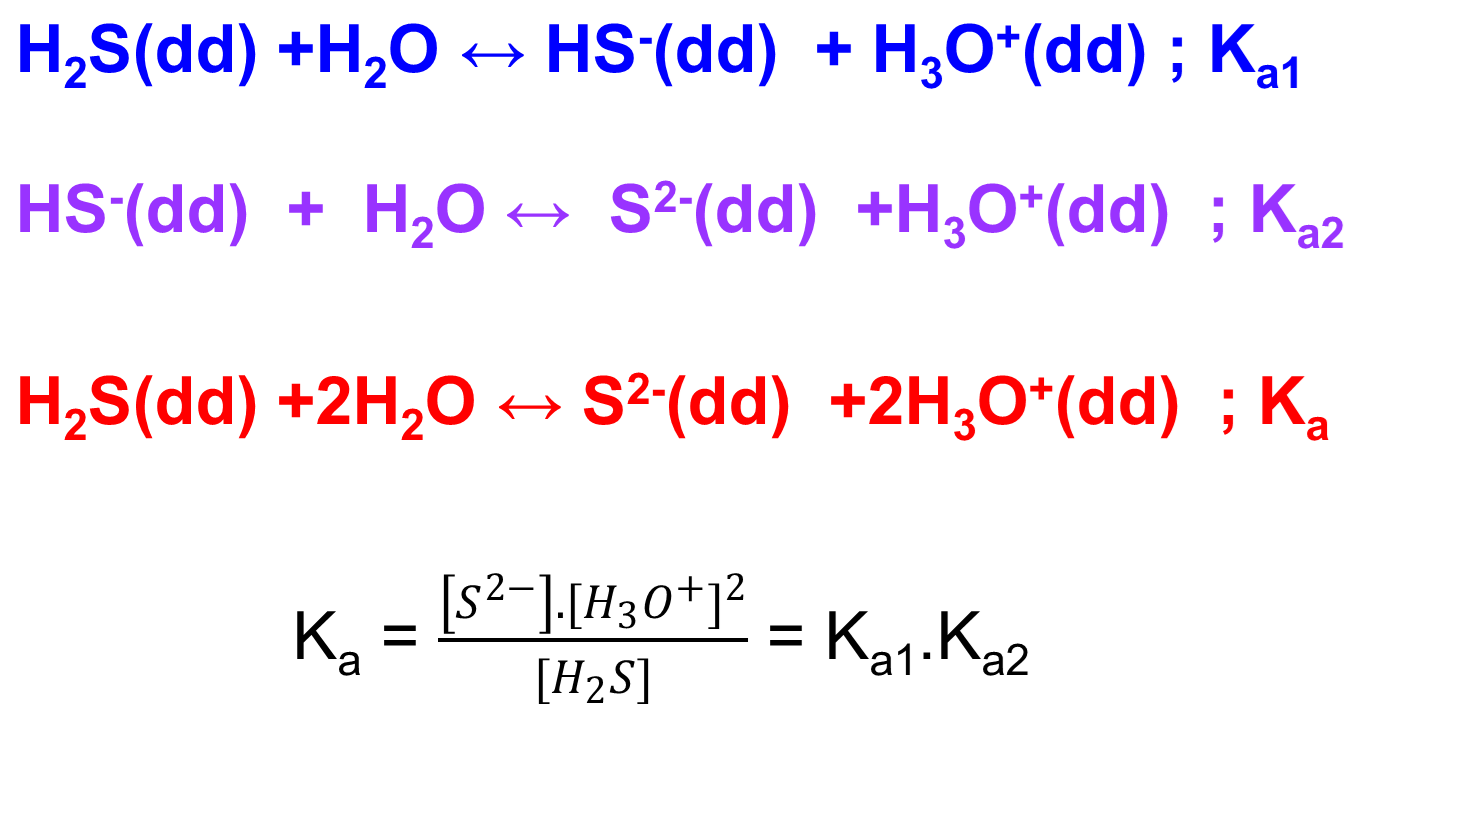 H₂S(dd) +H₂O ↔ HS⁻(dd) + H₃O⁺(dd) ; Kₐ₁
HS⁻(dd) + H₂O ↔ S²⁻(dd) +H₃O⁺(dd) ; Kₐ₂
H₂S(dd) +2H₂O ↔ S²⁻(dd) +2H₃O⁺(dd) ; Kₐ
Kₐ = [S²⁻].[H₃O⁺]² / [H₂S] = Kₐ₁.Kₐ₂